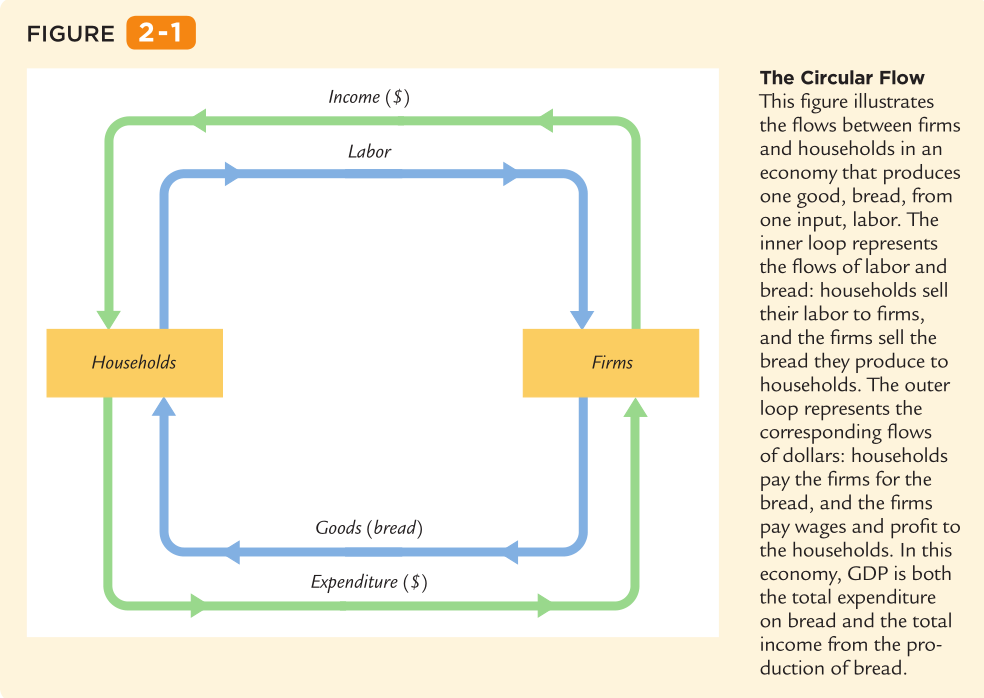 FIGURE 2-1
Income ($)
Labor
Households
Firms
Goods (bread)
Expenditure ($)
The Circular Flow
This figure illustrates
the flows between firms
and households in an
economy that produces
one good, bread, from
one input, labor. The
inner loop represents
the flows of labor and
bread: households sell
their labor to firms,
and the firms sell the
bread they produce to
households. The outer
loop represents the
corresponding flows
of dollars: households
pay the firms for the
bread, and the firms
pay wages and profit to
the households. In this
economy, GDP is both
the total expenditure
on bread and the total
income from the pro-
duction of bread.